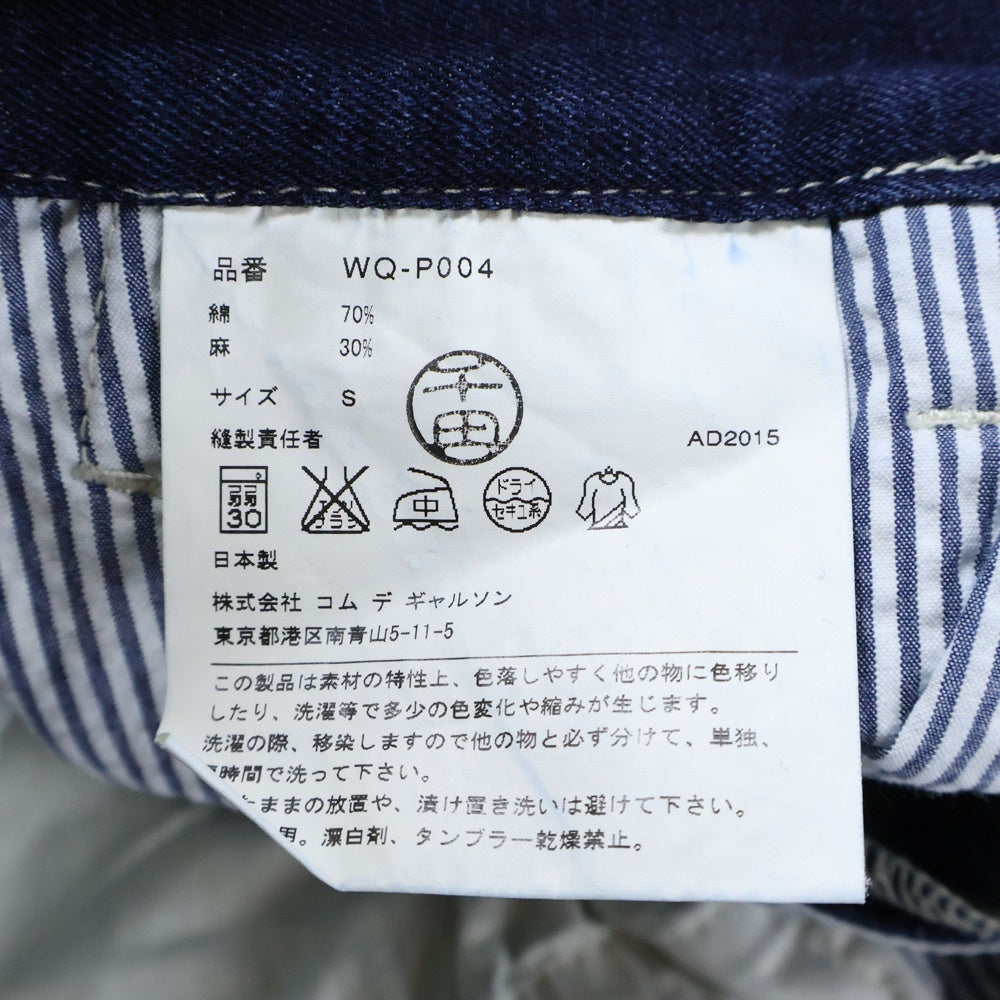 品番 WQ-P004
綿 70%
麻 30%
千田
サイズ S
縫製責任者 AD2015
弱 30 中 ドライ セキユ系
日本製
株式会社 コム デ ギャルソン
東京都港区南青山5-11-5
この製品は素材の特性上、色落しやすく他の物に色移り
したり、洗濯等で多少の色変化や縮みが生じます。
洗濯の際、移染しますので他の物と必ず分けて、単独、
時間で洗って下さい。
たままの放置や、漬け置き洗いは避けて下さい。
用。漂白剤、タンブラー乾燥禁止。